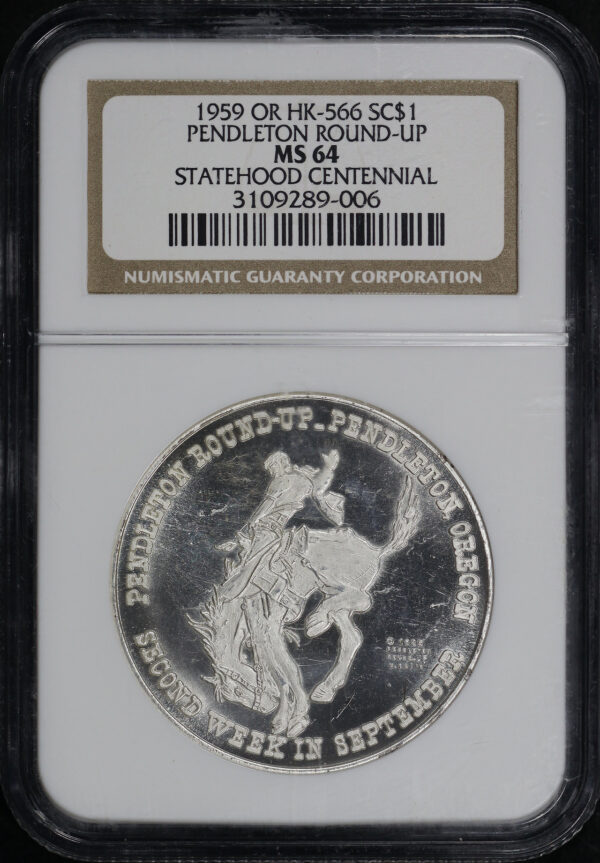 1959 OR HK-566 SC$1
PENDLETON ROUND-UP
MS 64
STATEHOOD CENTENNIAL
3109289-006
NUMISMATIC GUARANTY CORPORATION
PENDLETON ROUND-UP_PENDLETON, OREGON
SECOND WEEK IN SEPTEMBER